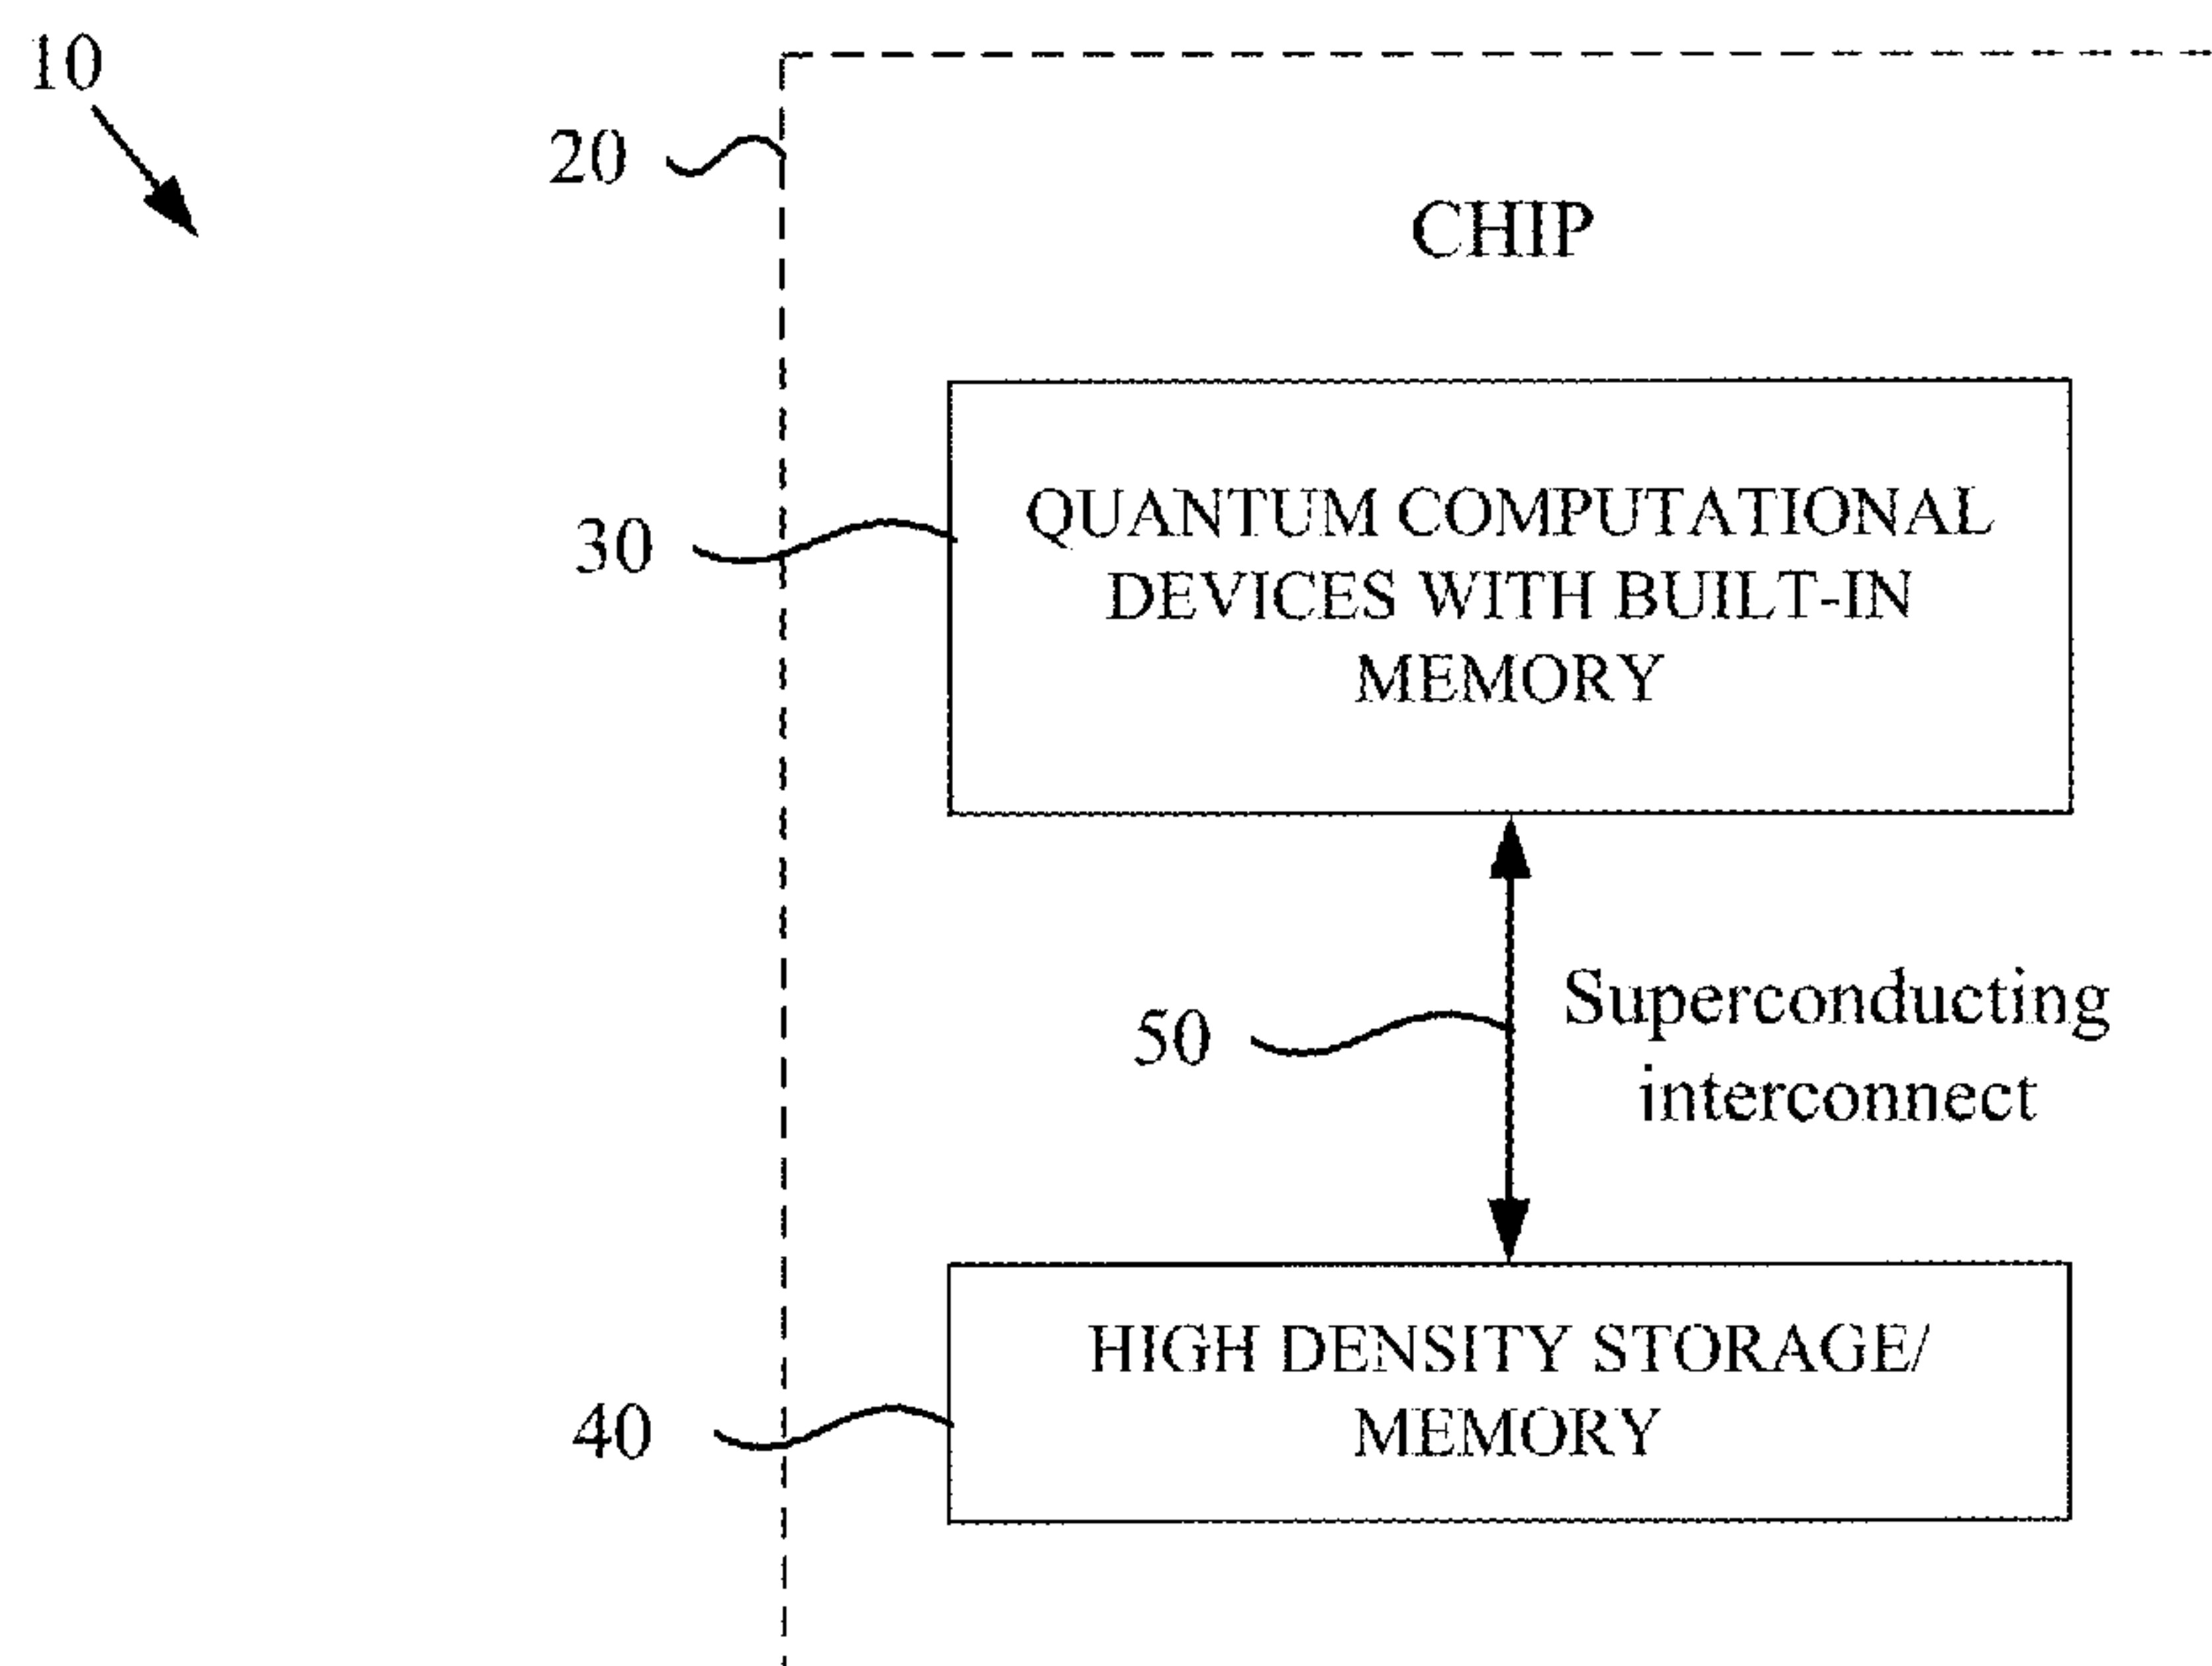 10
20
CHIP
30
QUANTUM COMPUTATIONAL
DEVICES WITH BUILT-IN
MEMORY
50
Superconducting
interconnect
40
HIGH DENSITY STORAGE/
MEMORY